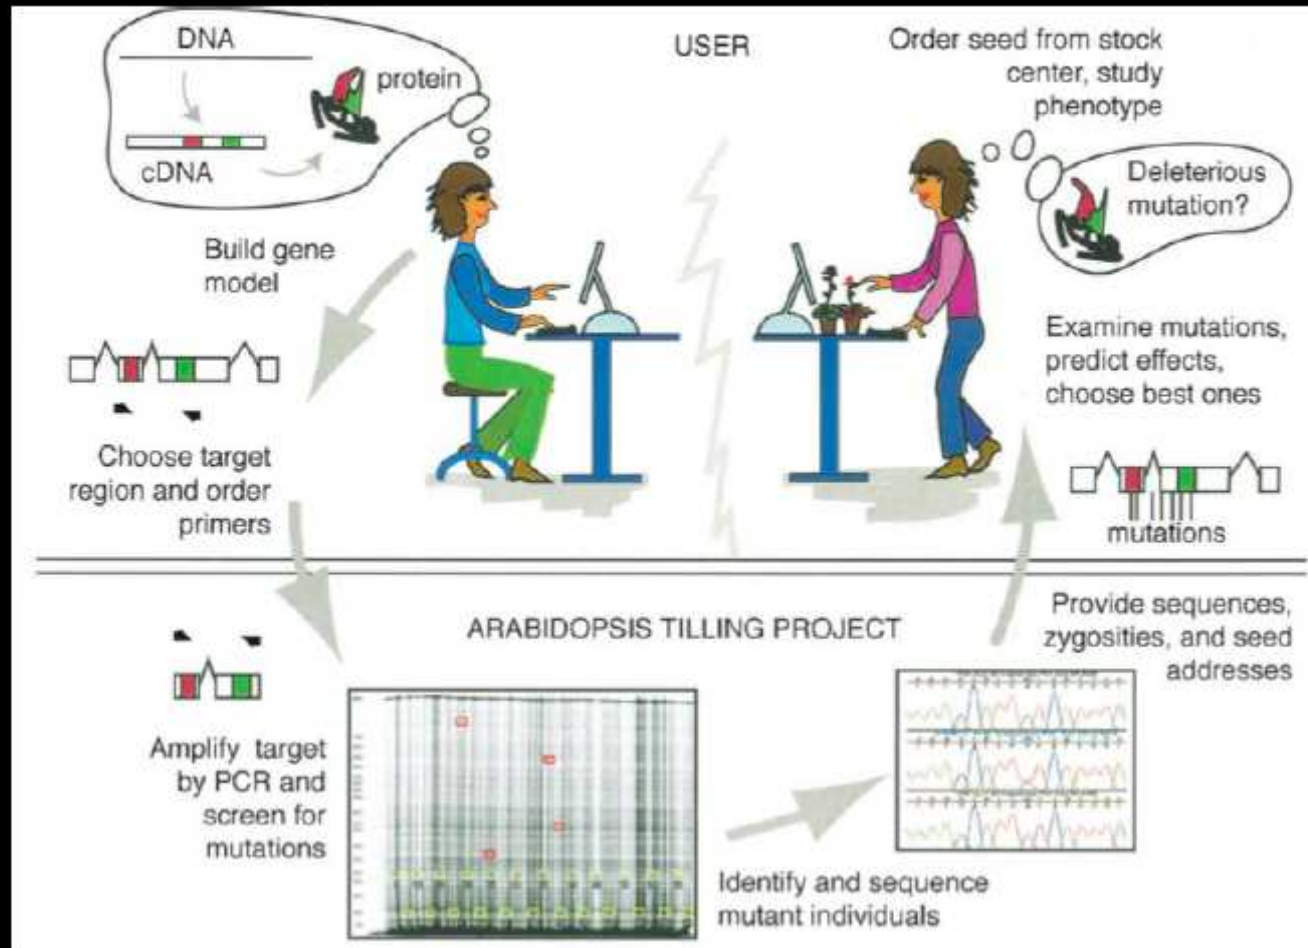 DNA
protein
cDNA
USER
Order seed from stock
center, study
phenotype
Deleterious
mutation?
Build gene
model
Choose target
region and order
primers
Examine mutations,
predict effects,
choose best ones
mutations
ARABIDOPSIS TILLING PROJECT
Provide sequences,
zygosities, and seed
addresses
Amplify target
by PCR and
screen for
mutations
Identify and sequence
mutant individuals